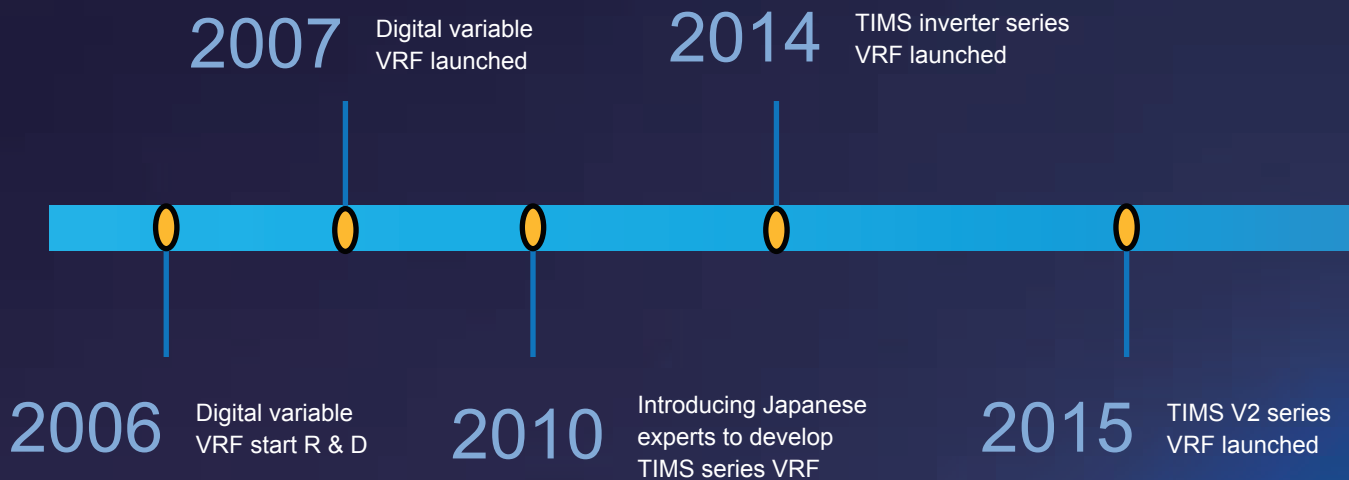 2007
Digital variable
VRF launched
2014
TIMS inverter series
VRF launched
2006
Digital variable
VRF start R & D
2010
Introducing Japanese
experts to develop
TIMS series VRF
2015
TIMS V2 series
VRF launched